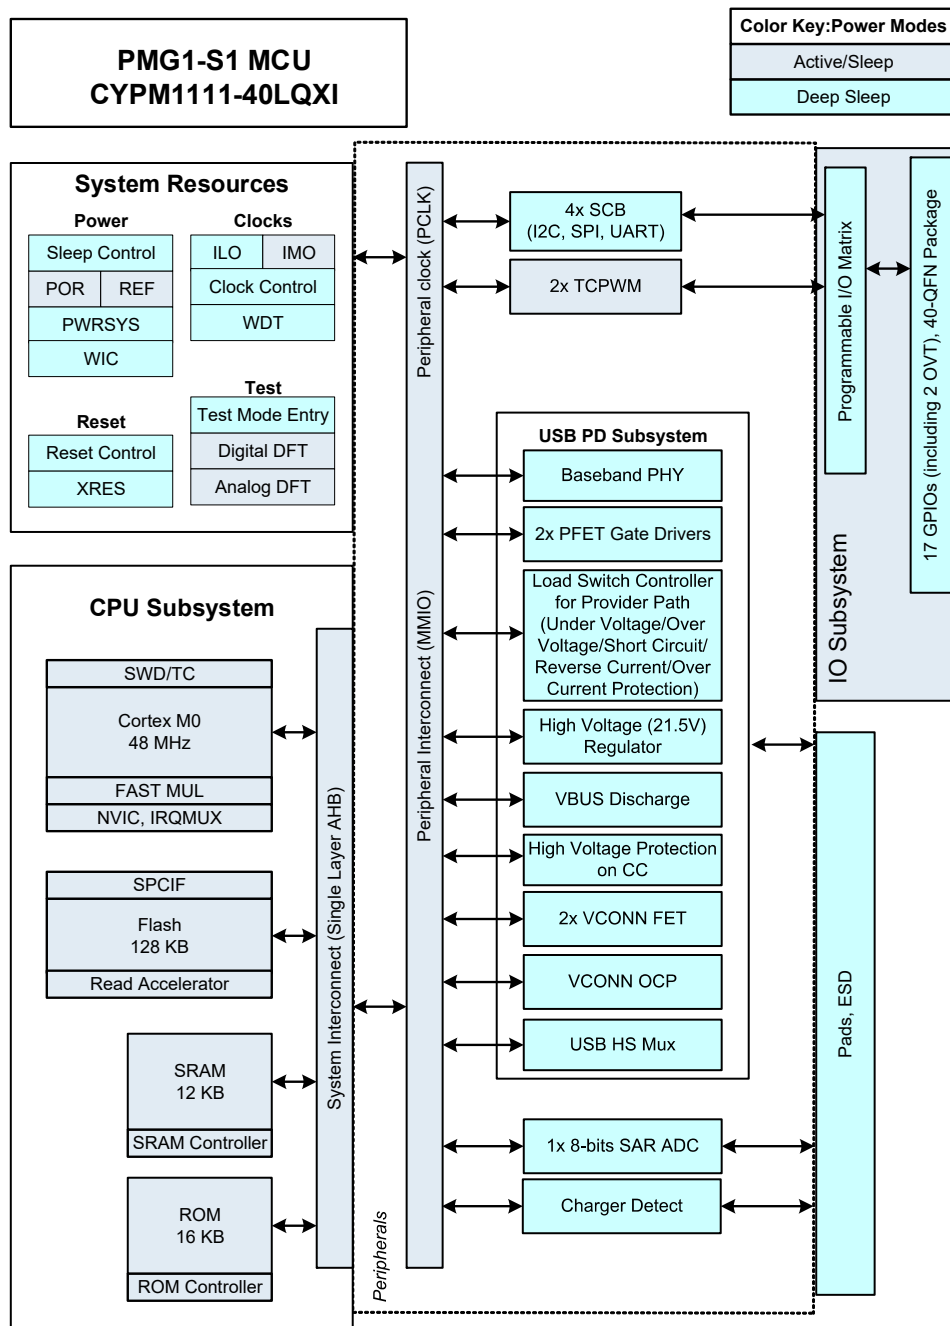 PMG1-S1 MCU
CYPM1111-40LQXI
Color Key:Power Modes
Active/Sleep
Deep Sleep
System Resources
Power
Sleep Control
POR
REF
PWRSYS
WIC
Clocks
ILO
IMO
Clock Control
WDT
Reset
Reset Control
XRES
Test
Test Mode Entry
Digital DFT
Analog DFT
CPU Subsystem
SWD/TC
Cortex M0
48 MHz
FAST MUL
NVIC, IRQMUX
SPCIF
Flash
128 KB
Read Accelerator
SRAM
12 KB
SRAM Controller
ROM
16 KB
ROM Controller
System Interconnect (Single Layer AHB)
Peripherals
Peripheral clock (PCLK)
Peripheral Interconnect (MMIO)
4x SCB
(I2C, SPI, UART)
2x TCPWM
USB PD Subsystem
Baseband PHY
2x PFET Gate Drivers
Load Switch Controller
for Provider Path
(Under Voltage/Over
Voltage/Short Circuit/
Reverse Current/Over
Current Protection)
High Voltage (21.5V)
Regulator
VBUS Discharge
High Voltage Protection
on CC
2x VCONN FET
VCONN OCP
USB HS Mux
1x 8-bits SAR ADC
Charger Detect
Programmable I/O Matrix
17 GPIOs (including 2 OVT), 40-QFN Package
IO Subsystem
Pads, ESD